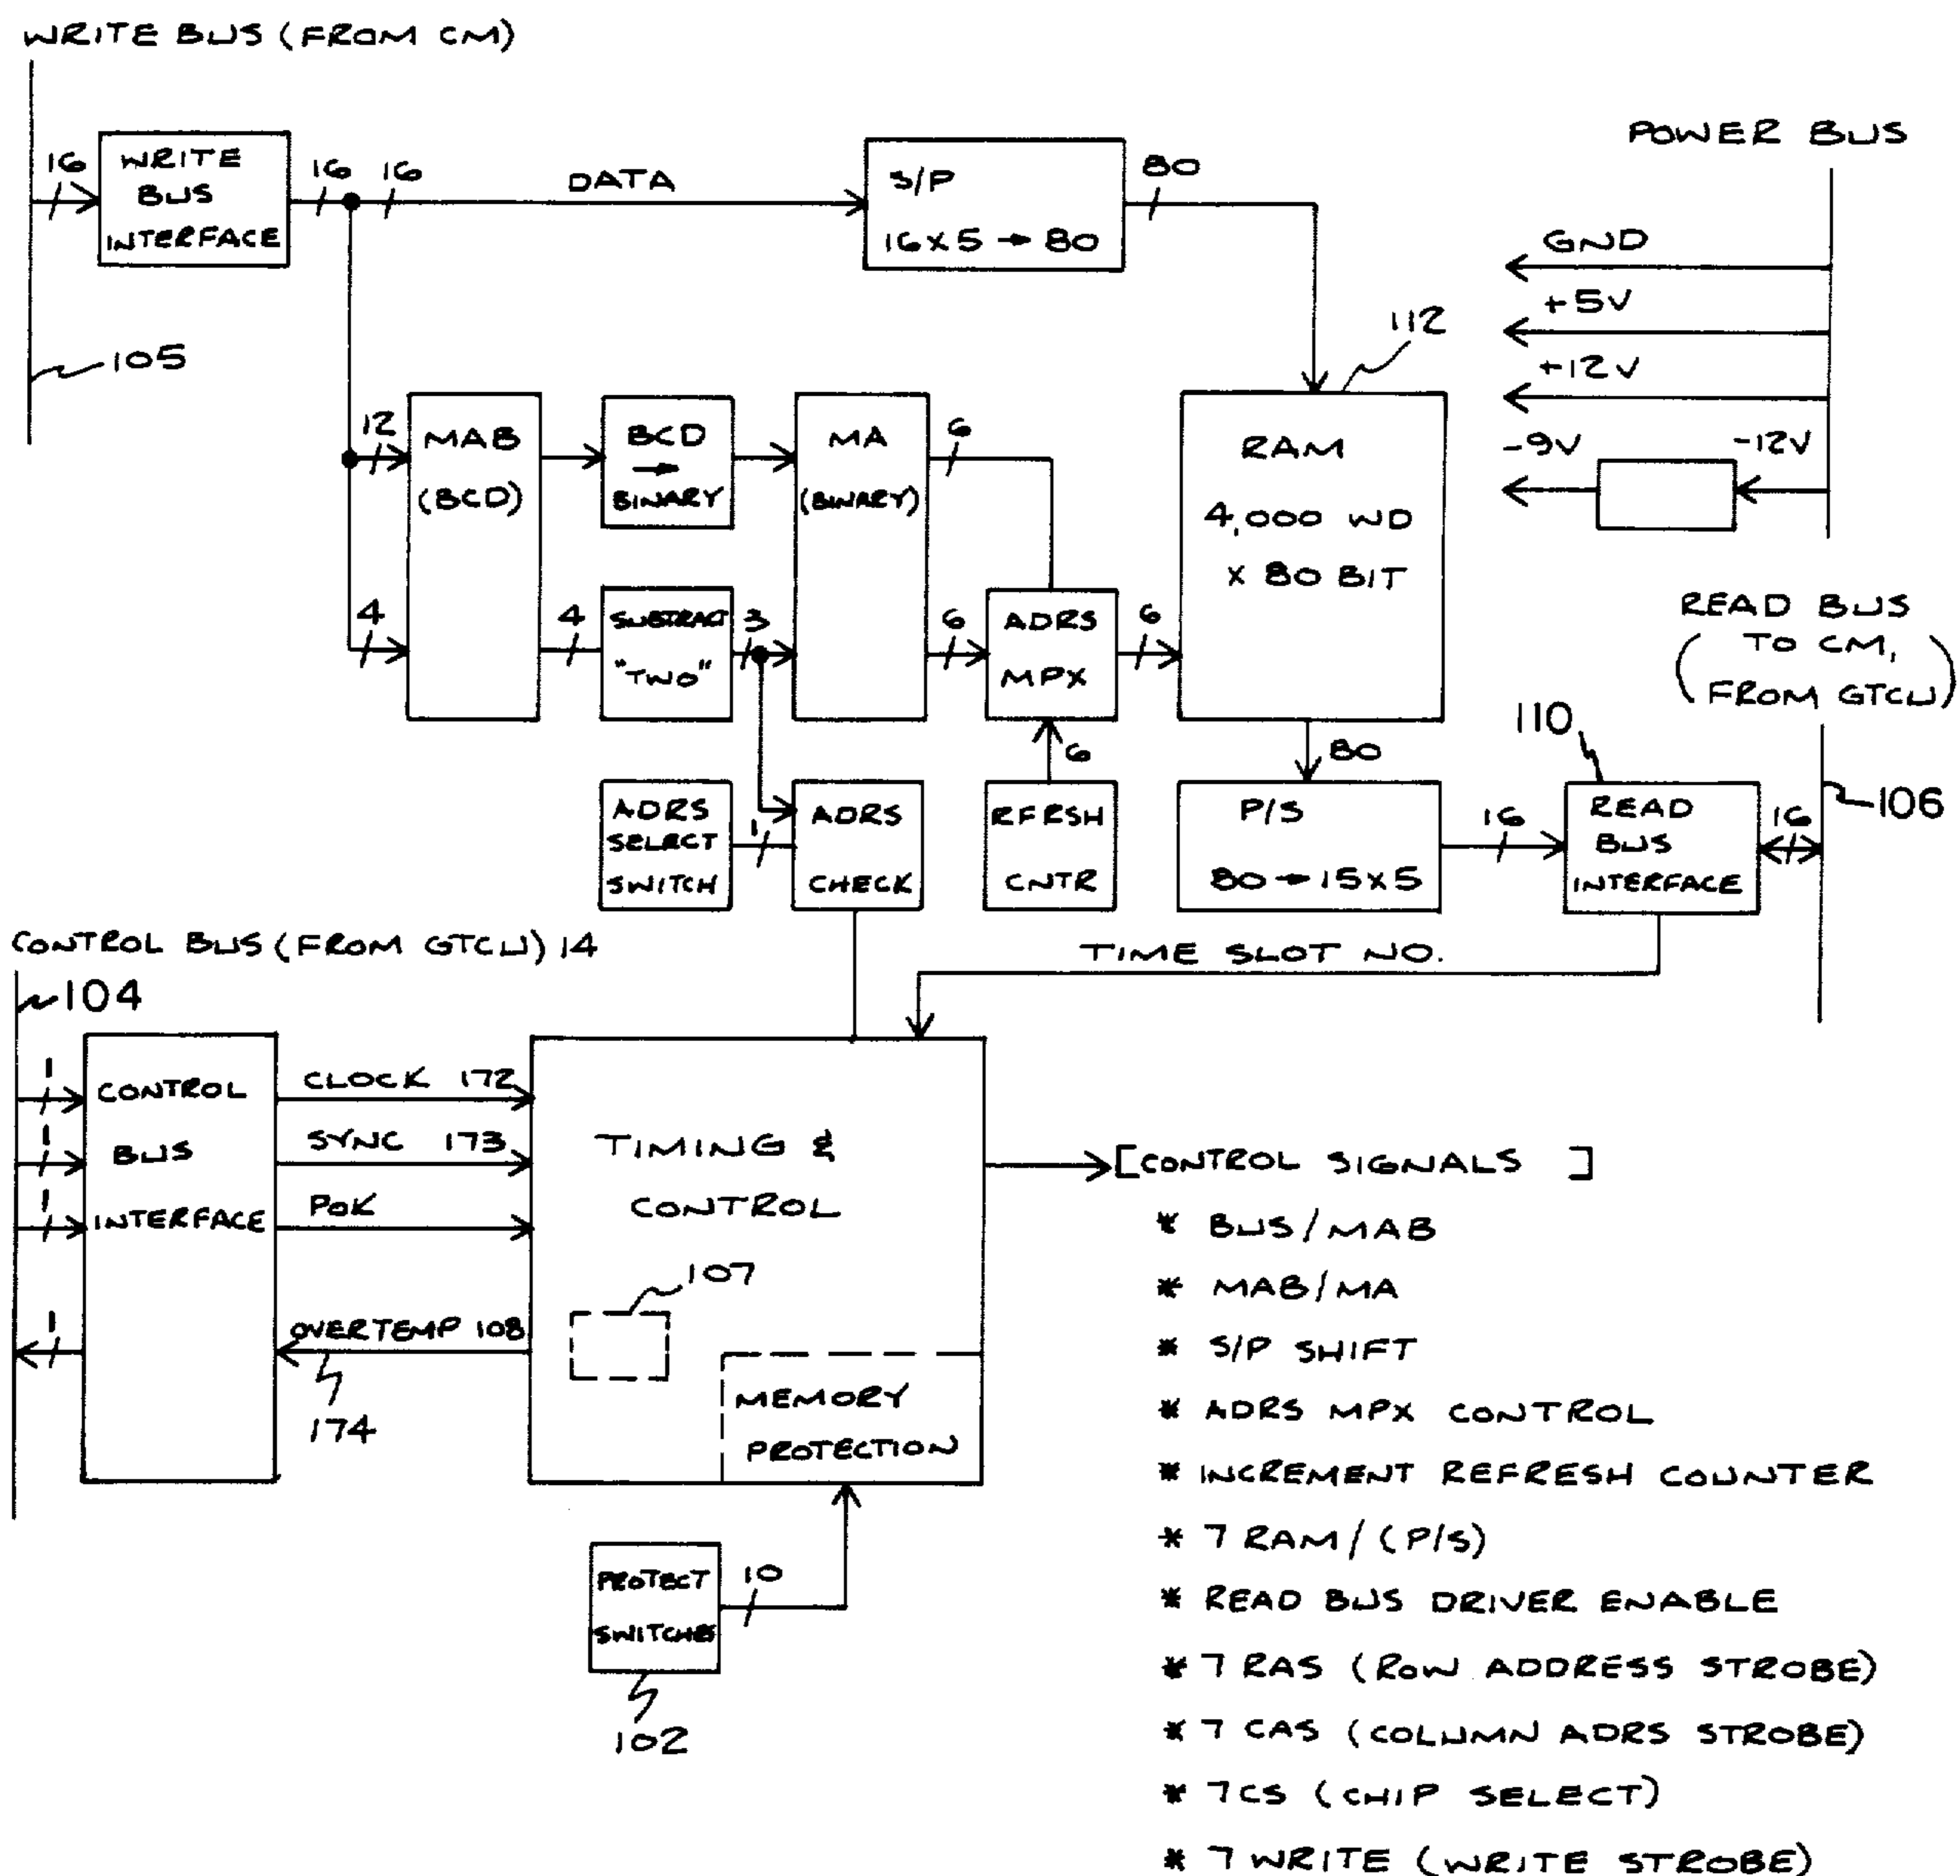 WRITE BUS (FROM CM)
16
WRITE
BUS
INTERFACE
16
16
DATA
S/P
16X5 → 80
80
105
POWER BUS
GND
+5V
+12V
-9V
-12V
12
4
MAB
(BCD)
BCD
→
BINARY
4
SUBTRACT
"TWO"
3
MA
(BINARY)
6
6
ADRS
MPX
6
112
RAM
4,000 WD
X 80 BIT
READ BUS
( TO CM, )
FROM GTCU
ADRS
SELECT
SWITCH
1
ADRS
CHECK
6
RFRSH
CNTR
80
P/S
80 → 15X5
16
110
READ
BUS
INTERFACE
16
106
TIME SLOT NO.
CONTROL BUS (FROM GTCU) 14
104
1
1
1
1
CONTROL
BUS
INTERFACE
CLOCK 172
SYNC 173
POK
OVERTEMP 108
174
TIMING &
CONTROL
107
MEMORY
PROTECTION
PROTECT
SWITCHES
10
102
[CONTROL SIGNALS ]
* BUS/MAB
* MAB/MA
* S/P SHIFT
* ADRS MPX CONTROL
* INCREMENT REFRESH COUNTER
* 7 RAM/(P/S)
* READ BUS DRIVER ENABLE
* 7 RAS (ROW ADDRESS STROBE)
* 7 CAS (COLUMN ADRS STROBE)
* 7CS (CHIP SELECT)
* 7 WRITE (WRITE STROBE)